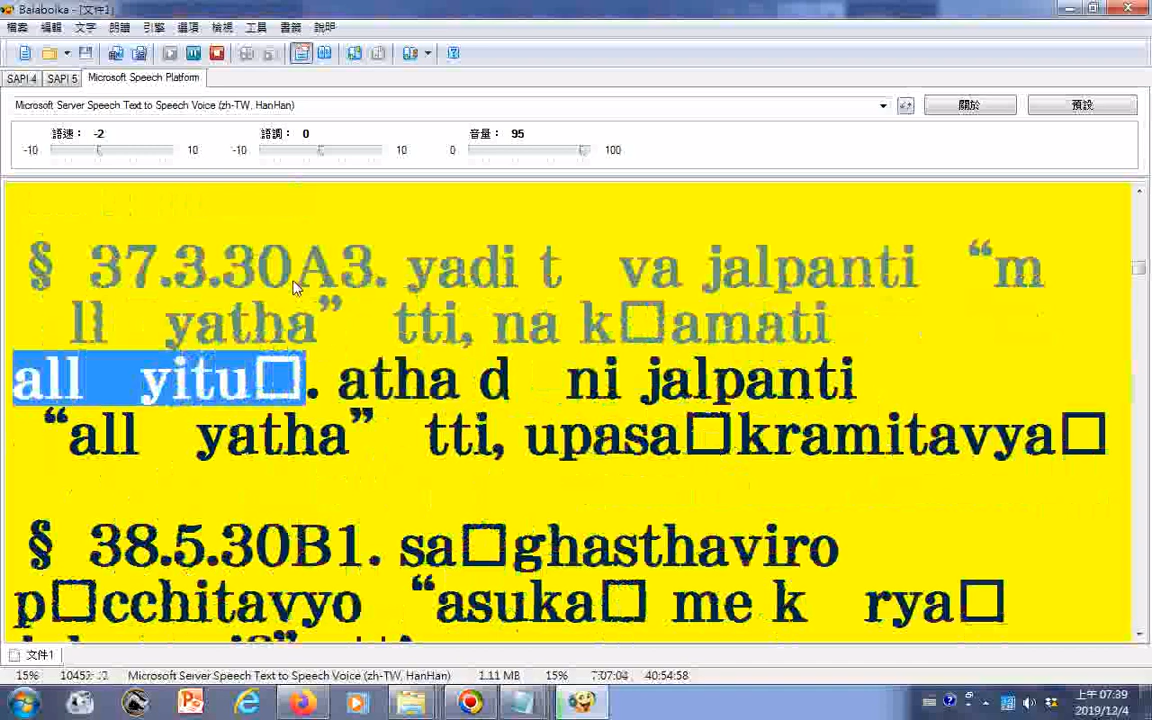 Balabolka - [文件1]
檔案 編輯 文字 朗讀 引擎 選項 檢視 工具 書籤 說明
SAPI 4 SAPI 5 Microsoft Speech Platform
Microsoft Server Speech Text to Speech Voice (zh-TW, HanHan) 關於 預設
語速： -2 語調： 0 音量： 95
-10 10 -10 10 0 100
§ 37.3.30A3. yadi t va jalpanti “m
ll yatha” tti, na k□amati
all yitu□. atha d ni jalpanti
“all yatha” tti, upasa□kramitavya□
§ 38.5.30B1. sa□ghasthaviro
p□cchitavyo “asuka□ me k rya□
文件1
15% Microsoft Server Speech Text to Speech Voice (zh-TW, HanHan) 1.11 MB 15% 7:07:04 40:54:58
上午 07:39
2019/12/4